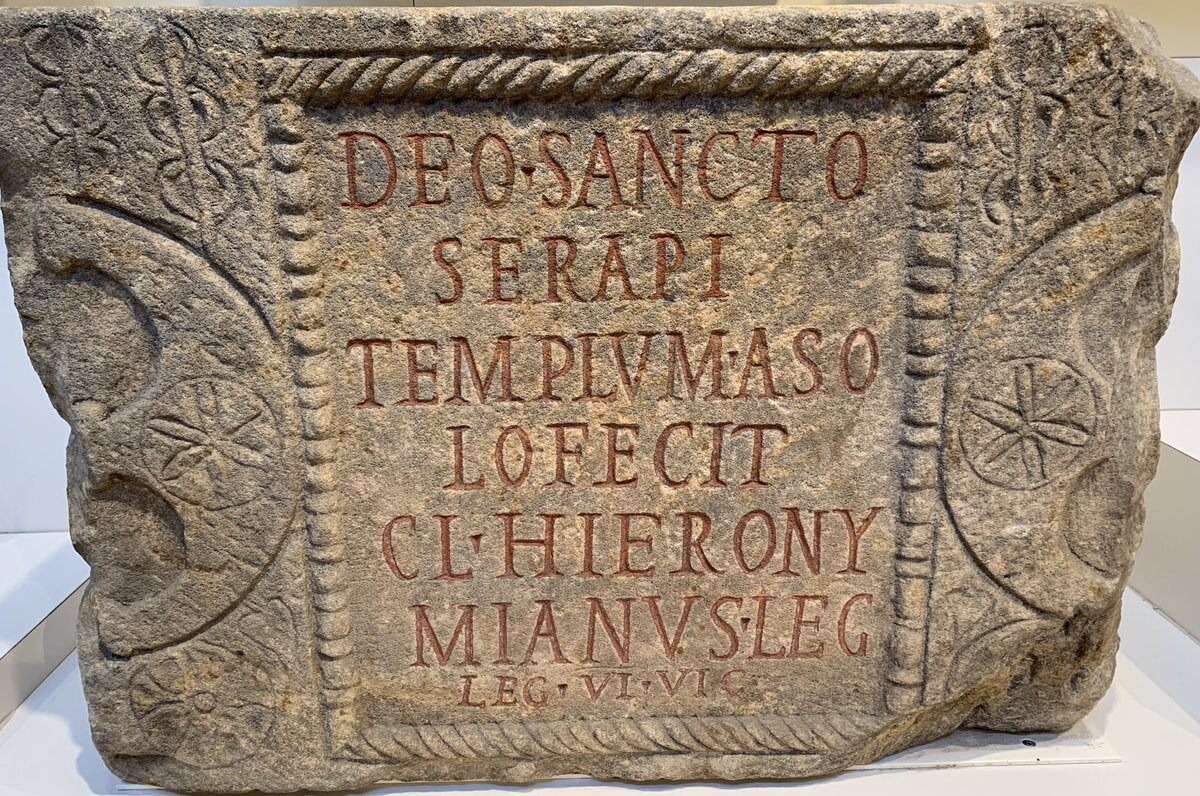 DEO·SANCTO
SERAPI
TEMPLVM·ASO
LO·FECIT
CL·HIERONY
MIANVS·LEG
LEG·VI·VIC